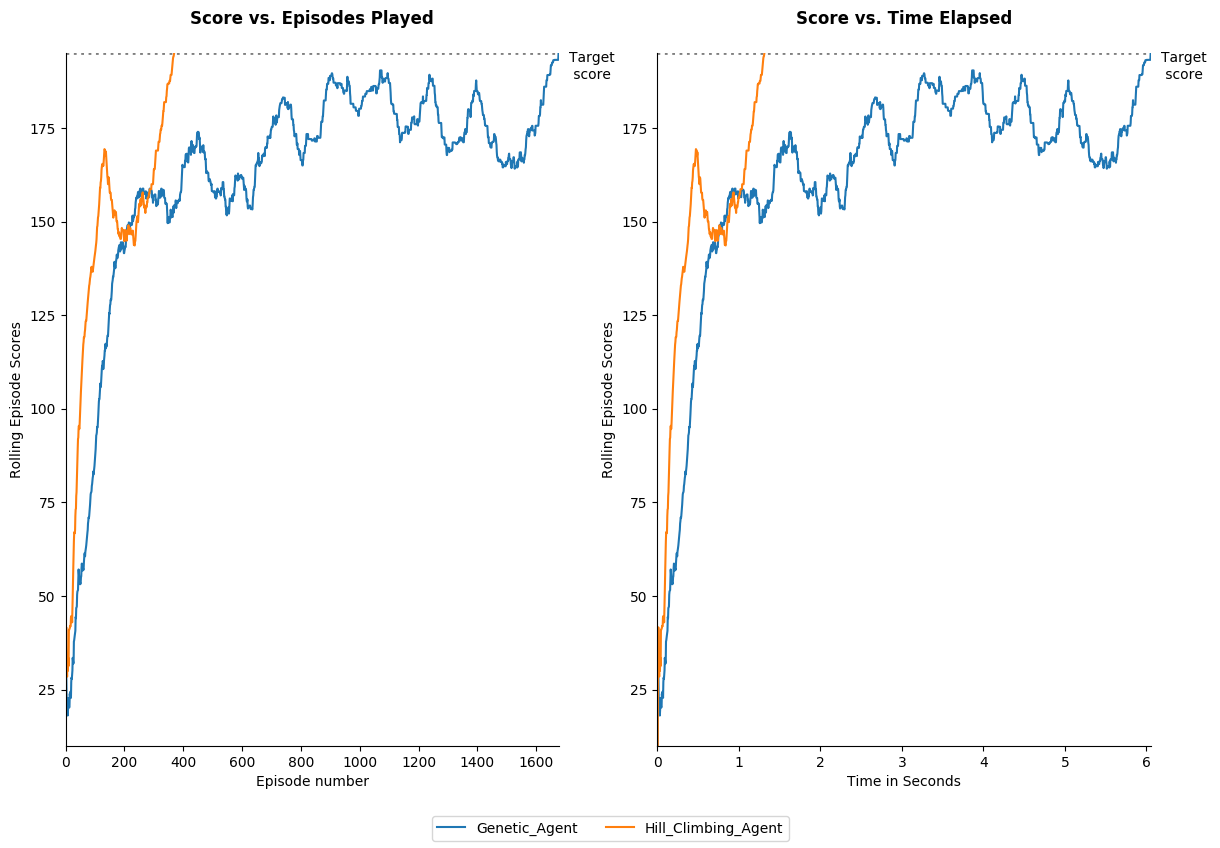 Score vs. Episodes Played
Target
score
175
150
125
100
75
50
25
Rolling Episode Scores
0 200 400 600 800 1000 1200 1400 1600
Episode number
Score vs. Time Elapsed
Target
score
175
150
125
100
75
50
25
Rolling Episode Scores
0 1 2 3 4 5 6
Time in Seconds
Genetic_Agent Hill_Climbing_Agent